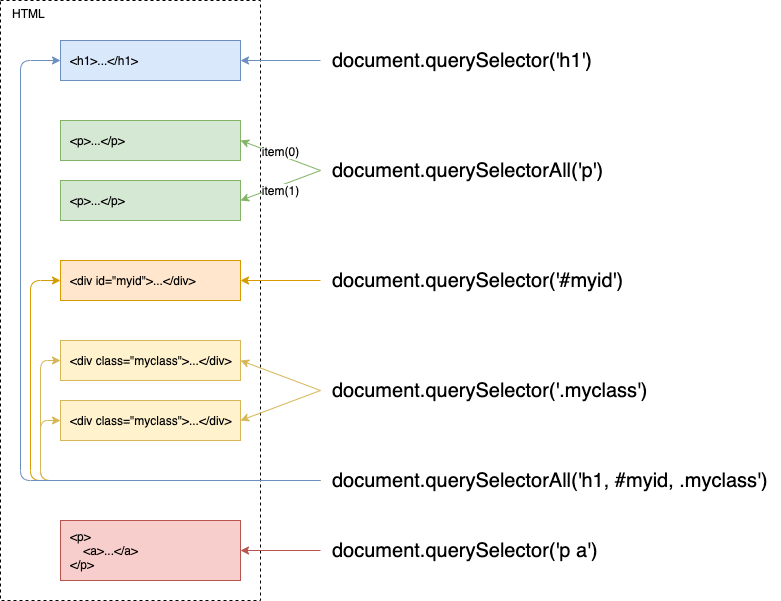 HTML
<h1>...</h1>
document.querySelector('h1')
<p>...</p>
item(0)
document.querySelectorAll('p')
item(1)
<p>...</p>
<div id="myid">...</div>
document.querySelector('#myid')
<div class="myclass">...</div>
document.querySelector('.myclass')
<div class="myclass">...</div>
document.querySelectorAll('h1, #myid, .myclass')
<p>
<a>...</a>
</p>
document.querySelector('p a')